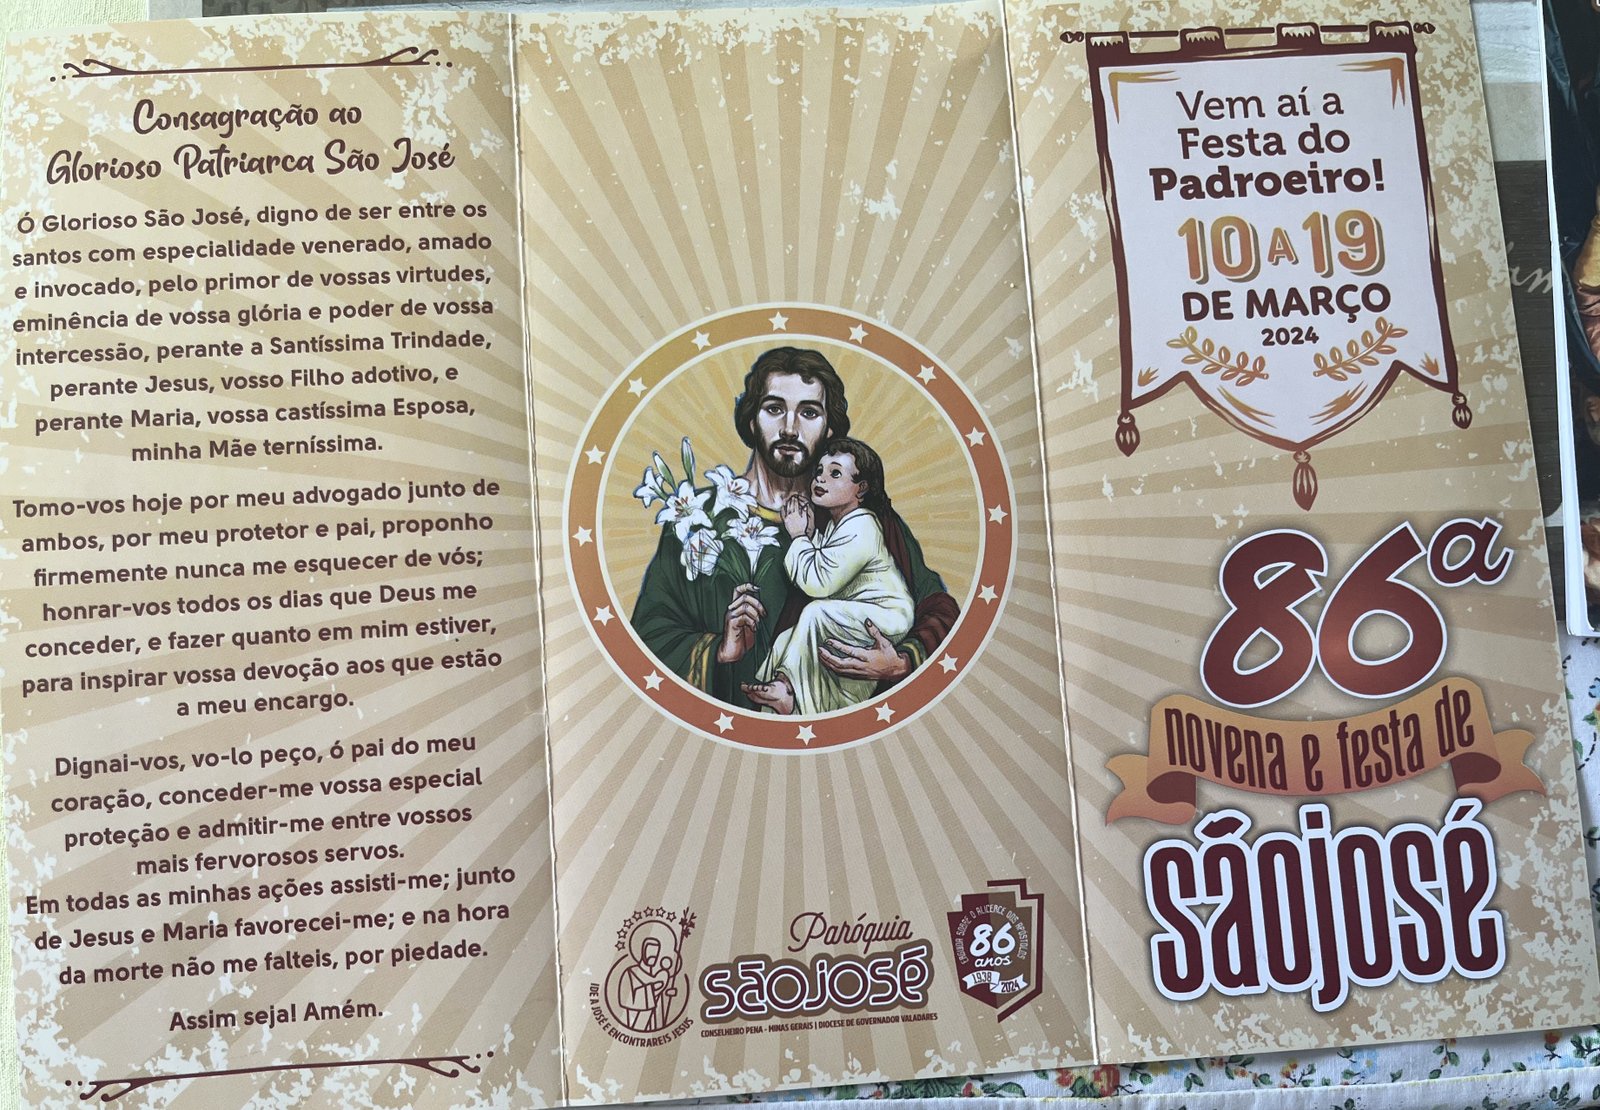 Consagração ao
Glorioso Patriarca São José
Ó Glorioso São José, digno de ser entre os
santos com especialidade venerado, amado
e invocado, pelo primor de vossas virtudes,
eminência de vossa glória e poder de vossa
intercessão, perante a Santíssima Trindade,
perante Jesus, vosso Filho adotivo, e
perante Maria, vossa castíssima Esposa,
minha Mãe terníssima.
Tomo-vos hoje por meu advogado junto de
ambos, por meu protetor e pai, proponho
firmemente nunca me esquecer de vós;
honrar-vos todos os dias que Deus me
conceder, e fazer quanto em mim estiver,
para inspirar vossa devoção aos que estão
a meu encargo.
Dignai-vos, vo-lo peço, ó pai do meu
coração, conceder-me vossa especial
proteção e admitir-me entre vossos
mais fervorosos servos.
Em todas as minhas ações assisti-me; junto
de Jesus e Maria favorecei-me; e na hora
da morte não me falteis, por piedade.
Assim seja! Amém.
IDE A JOSÉ E ENCONTRAREIS JESUS
Paróquia
sãojosé
CONSELHEIRO PENA - MINAS GERAIS | DIOCESE DE GOVERNADOR VALADARES
ERGUIDA SOBRE O ALICERCE DOS APÓSTOLOS
86
anos
1938
2024
Vem aí a
Festa do
Padroeiro!
10 A 19
DE MARÇO
2024
86ª
novena e festa de
sãojosé